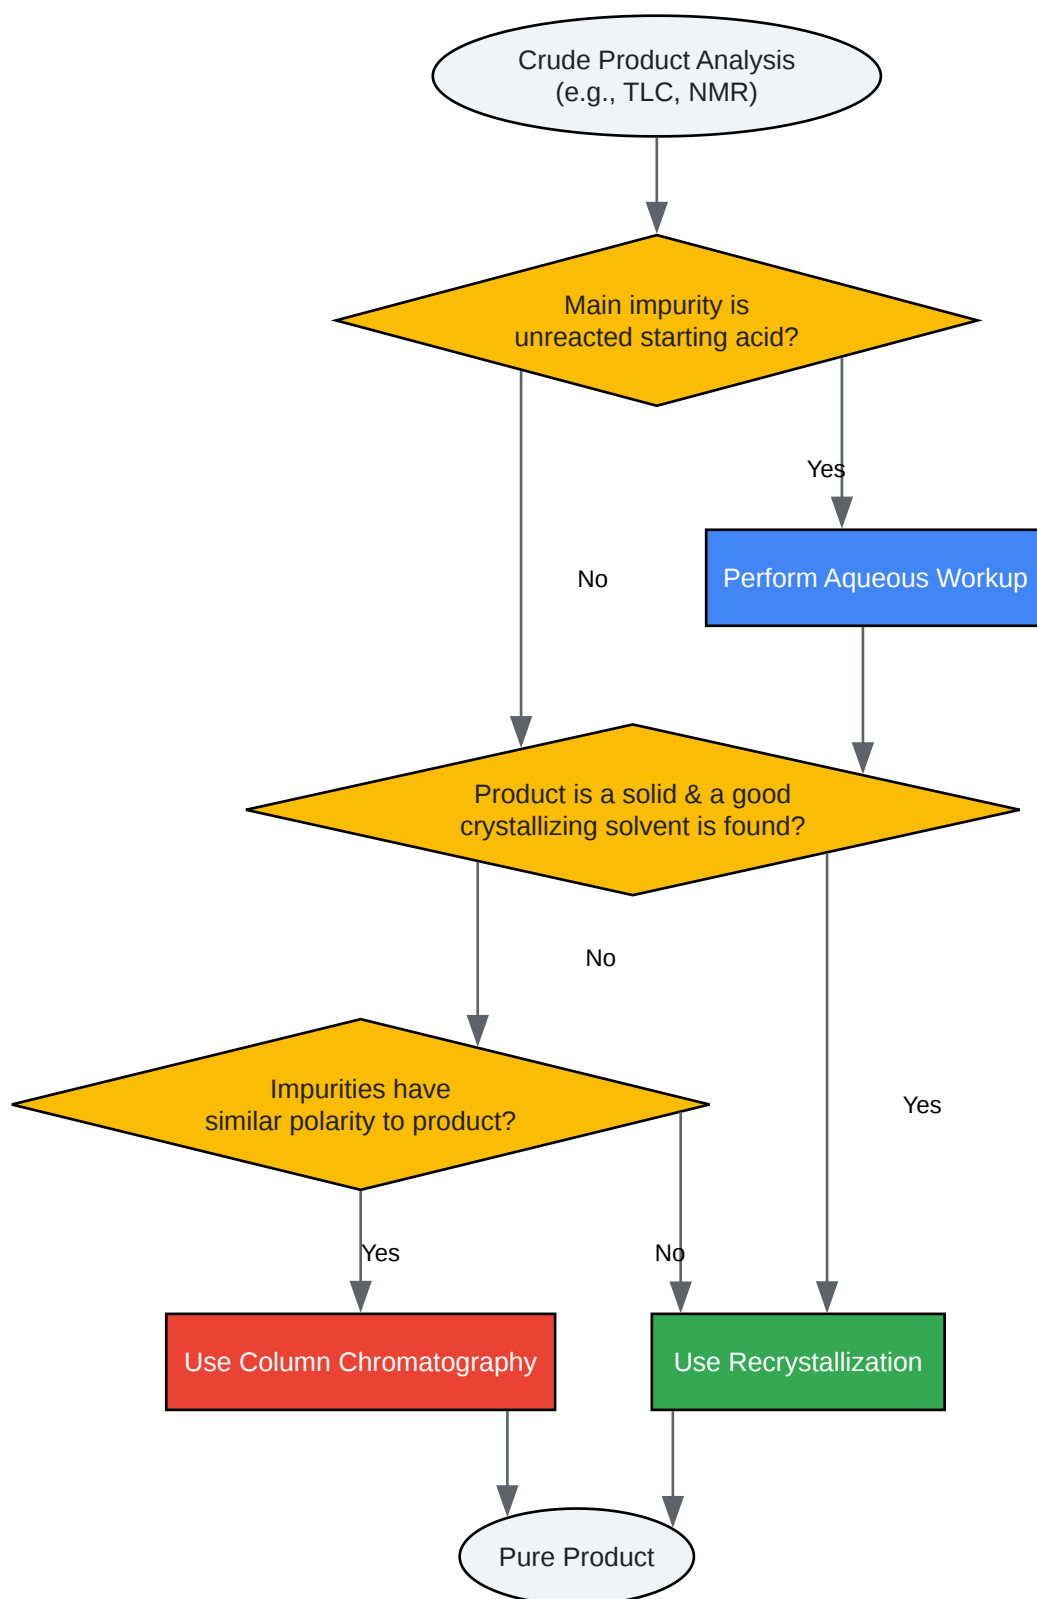 Crude Product Analysis
(e.g., TLC, NMR)
Main impurity is
unreacted starting acid?
Yes
No
Perform Aqueous Workup
Product is a solid & a good
crystallizing solvent is found?
No
Yes
Impurities have
similar polarity to product?
Yes
No
Use Column Chromatography
Use Recrystallization
Pure Product